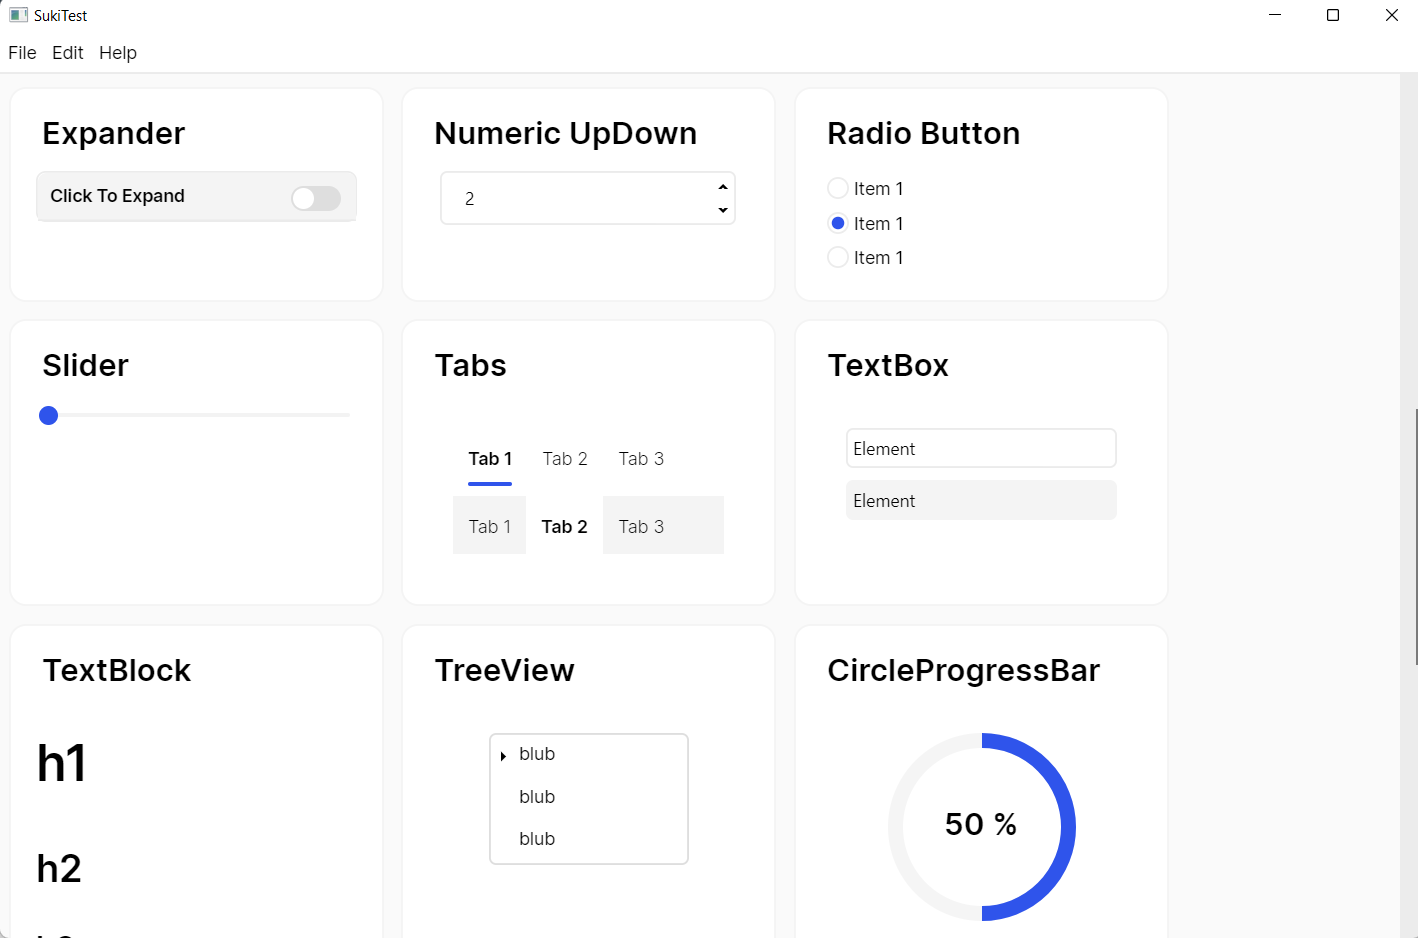 SukiTest
File Edit Help
Expander
Click To Expand
Numeric UpDown
2
Radio Button
Item 1
Item 1
Item 1
Slider
Tabs
Tab 1 Tab 2 Tab 3
Tab 1 Tab 2 Tab 3
TextBox
Element
Element
TextBlock
h1
h2
TreeView
blub
blub
blub
CircleProgressBar
50 %